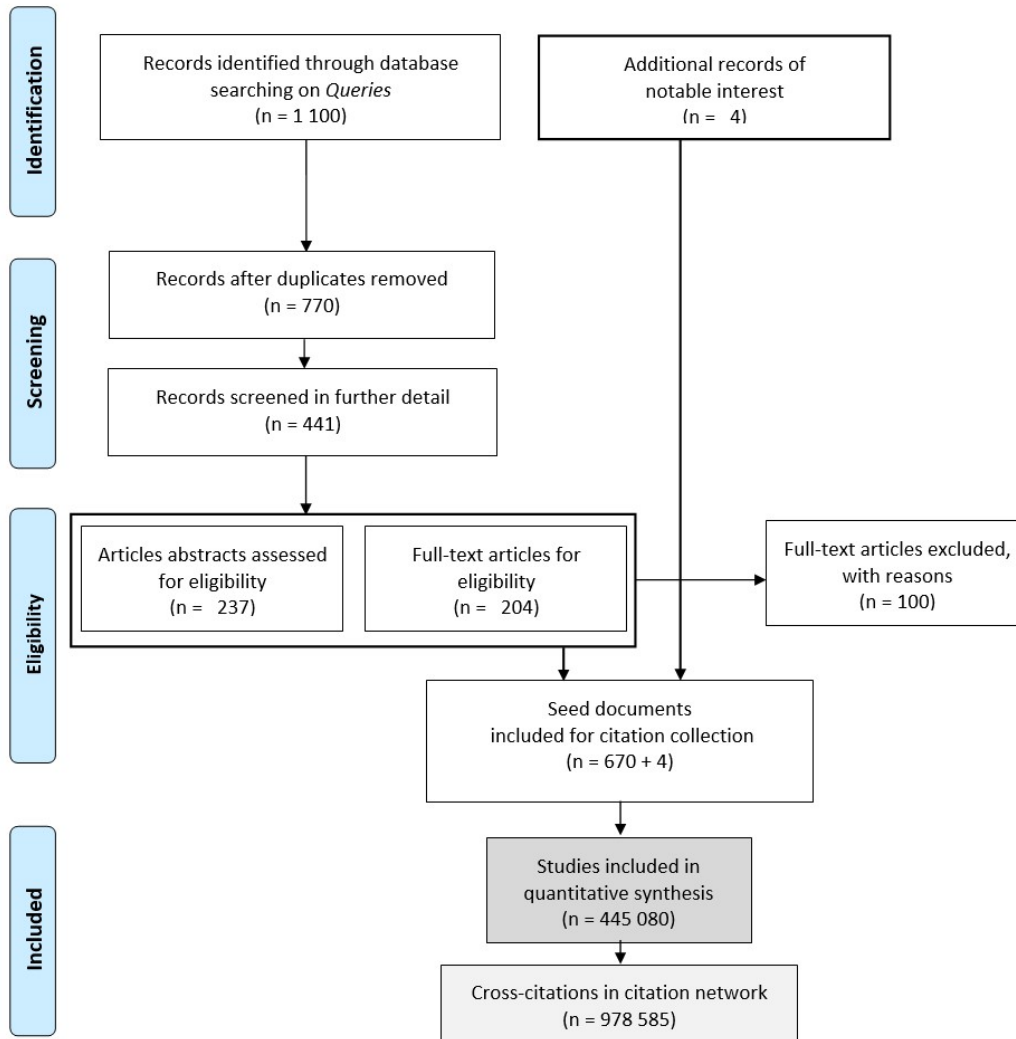 Identification
Records identified through database
searching on Queries
(n = 1 100)
Additional records of
notable interest
(n = 4)
Screening
Records after duplicates removed
(n = 770)
Records screened in further detail
(n = 441)
Eligibility
Articles abstracts assessed
for eligibility
(n = 237)
Full-text articles for
eligibility
(n = 204)
Full-text articles excluded,
with reasons
(n = 100)
Seed documents
included for citation collection
(n = 670 + 4)
Included
Studies included in
quantitative synthesis
(n = 445 080)
Cross-citations in citation network
(n = 978 585)